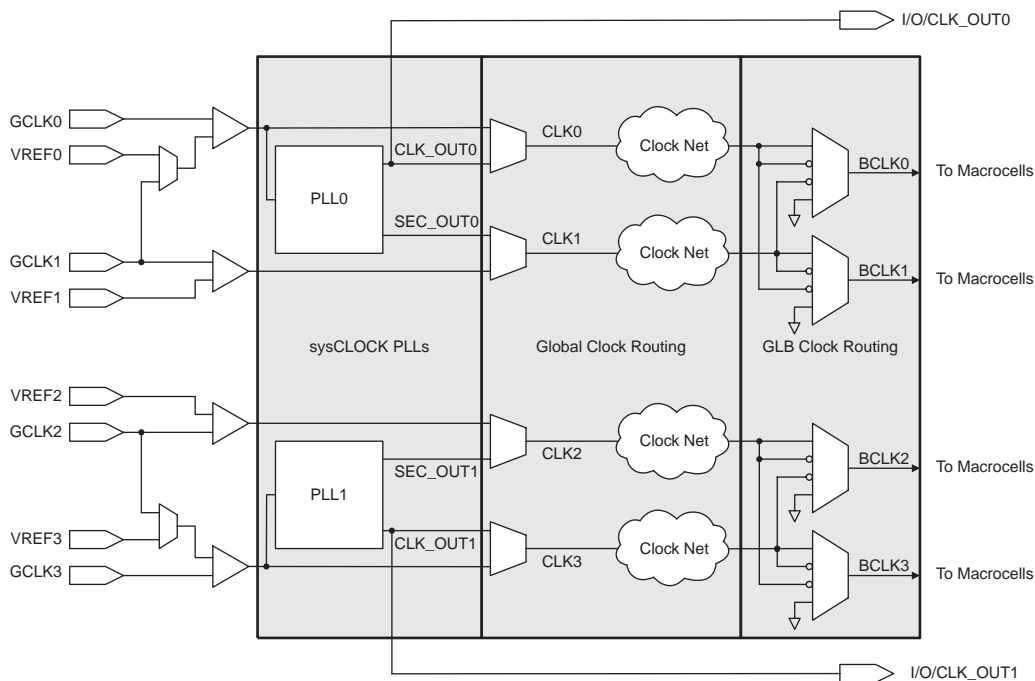 I/O/CLK_OUT0
GCLK0
VREF0
GCLK1
VREF1
PLL0
CLK_OUT0
SEC_OUT0
CLK0
Clock Net
CLK1
Clock Net
BCLK0
To Macrocells
BCLK1
To Macrocells
sysCLOCK PLLs
Global Clock Routing
GLB Clock Routing
VREF2
GCLK2
VREF3
GCLK3
PLL1
SEC_OUT1
CLK_OUT1
CLK2
Clock Net
CLK3
Clock Net
BCLK2
To Macrocells
BCLK3
To Macrocells
I/O/CLK_OUT1